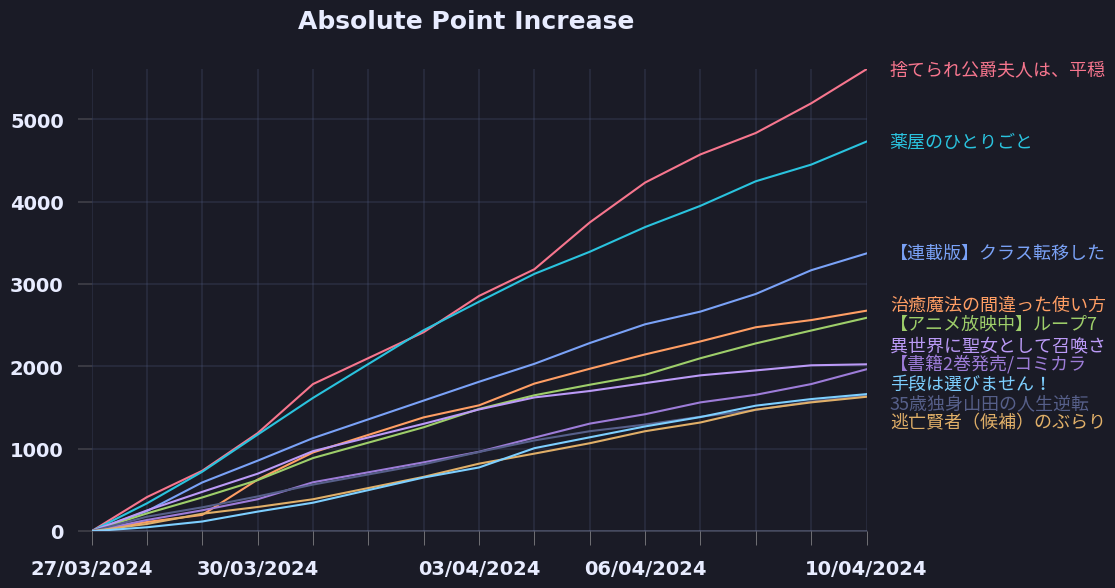 Absolute Point Increase
捨てられ公爵夫人は、平穏
薬屋のひとりごと
【連載版】クラス転移した
治癒魔法の間違った使い方
【アニメ放映中】ループ7
異世界に聖女として召喚さ
【書籍2巻発売/コミカラ
手段は選びません！
35歳独身山田の人生逆転
逃亡賢者（候補）のぶらり
5000
4000
3000
2000
1000
0
27/03/2024
30/03/2024
03/04/2024
06/04/2024
10/04/2024